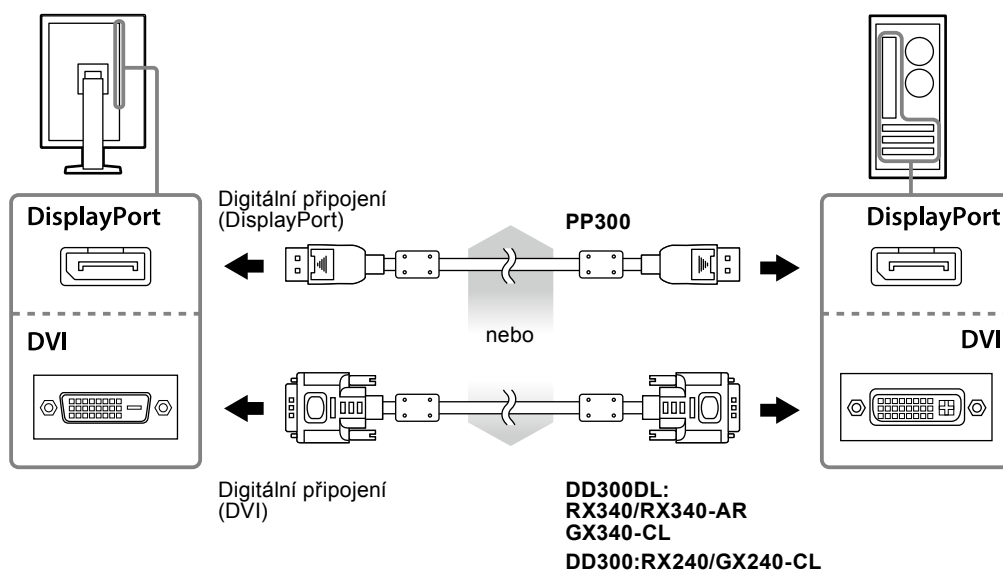 DisplayPort
DVI
Digitální připojení
(DisplayPort)
PP300
nebo
Digitální připojení
(DVI)
DD300DL:
RX340/RX340-AR
GX340-CL
DD300:RX240/GX240-CL
DisplayPort
DVI